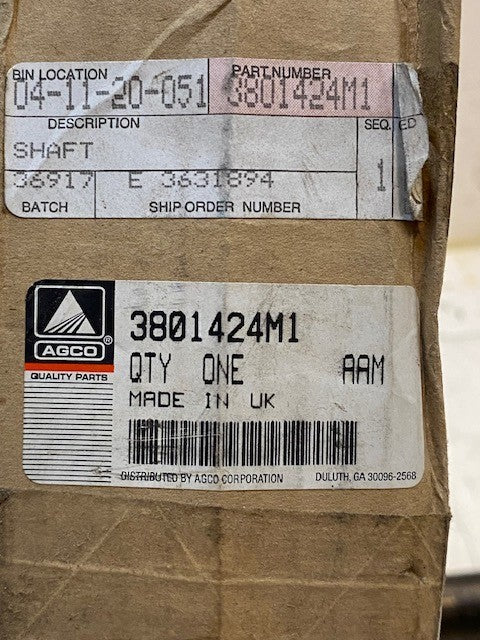 BIN LOCATION PART NUMBER
04-11-20-051 3801424M1
DESCRIPTION SEQ. ED
SHAFT
36917 E 3631894 1
BATCH SHIP ORDER NUMBER
AGCO®
QUALITY PARTS
3801424M1
QTY ONE AAM
MADE IN UK
DISTRIBUTED BY AGCO CORPORATION DULUTH, GA 30096-2568